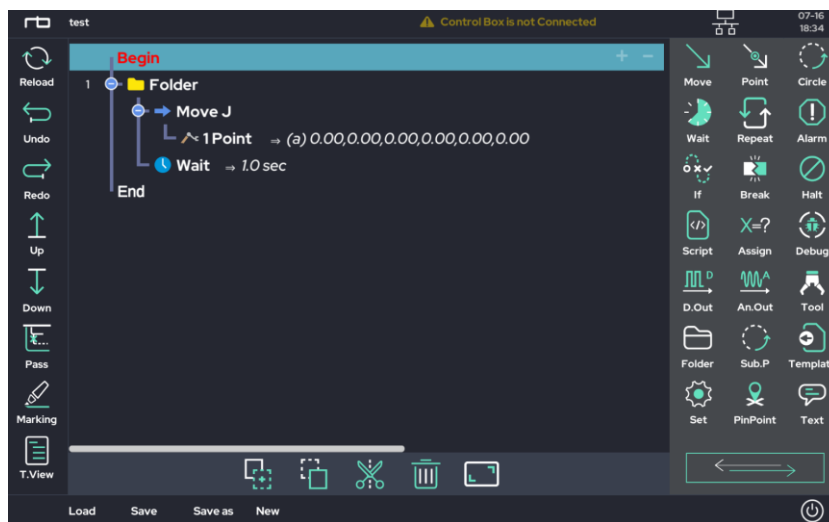 rb test Control Box is not Connected 07-16
18:34
Reload
Undo
Redo
Up
Down
Pass
Marking
T.View
Begin + -
1 Folder
Move J
1 Point ⇒ (a) 0.00,0.00,0.00,0.00,0.00,0.00
Wait ⇒ 1.0 sec
End
Move Point Circle
Wait Repeat Alarm
If Break Halt
Script X=? Assign Debug
D A
D.Out An.Out Tool
Folder Sub.P Templat
Set PinPoint Text
Load Save Save as New